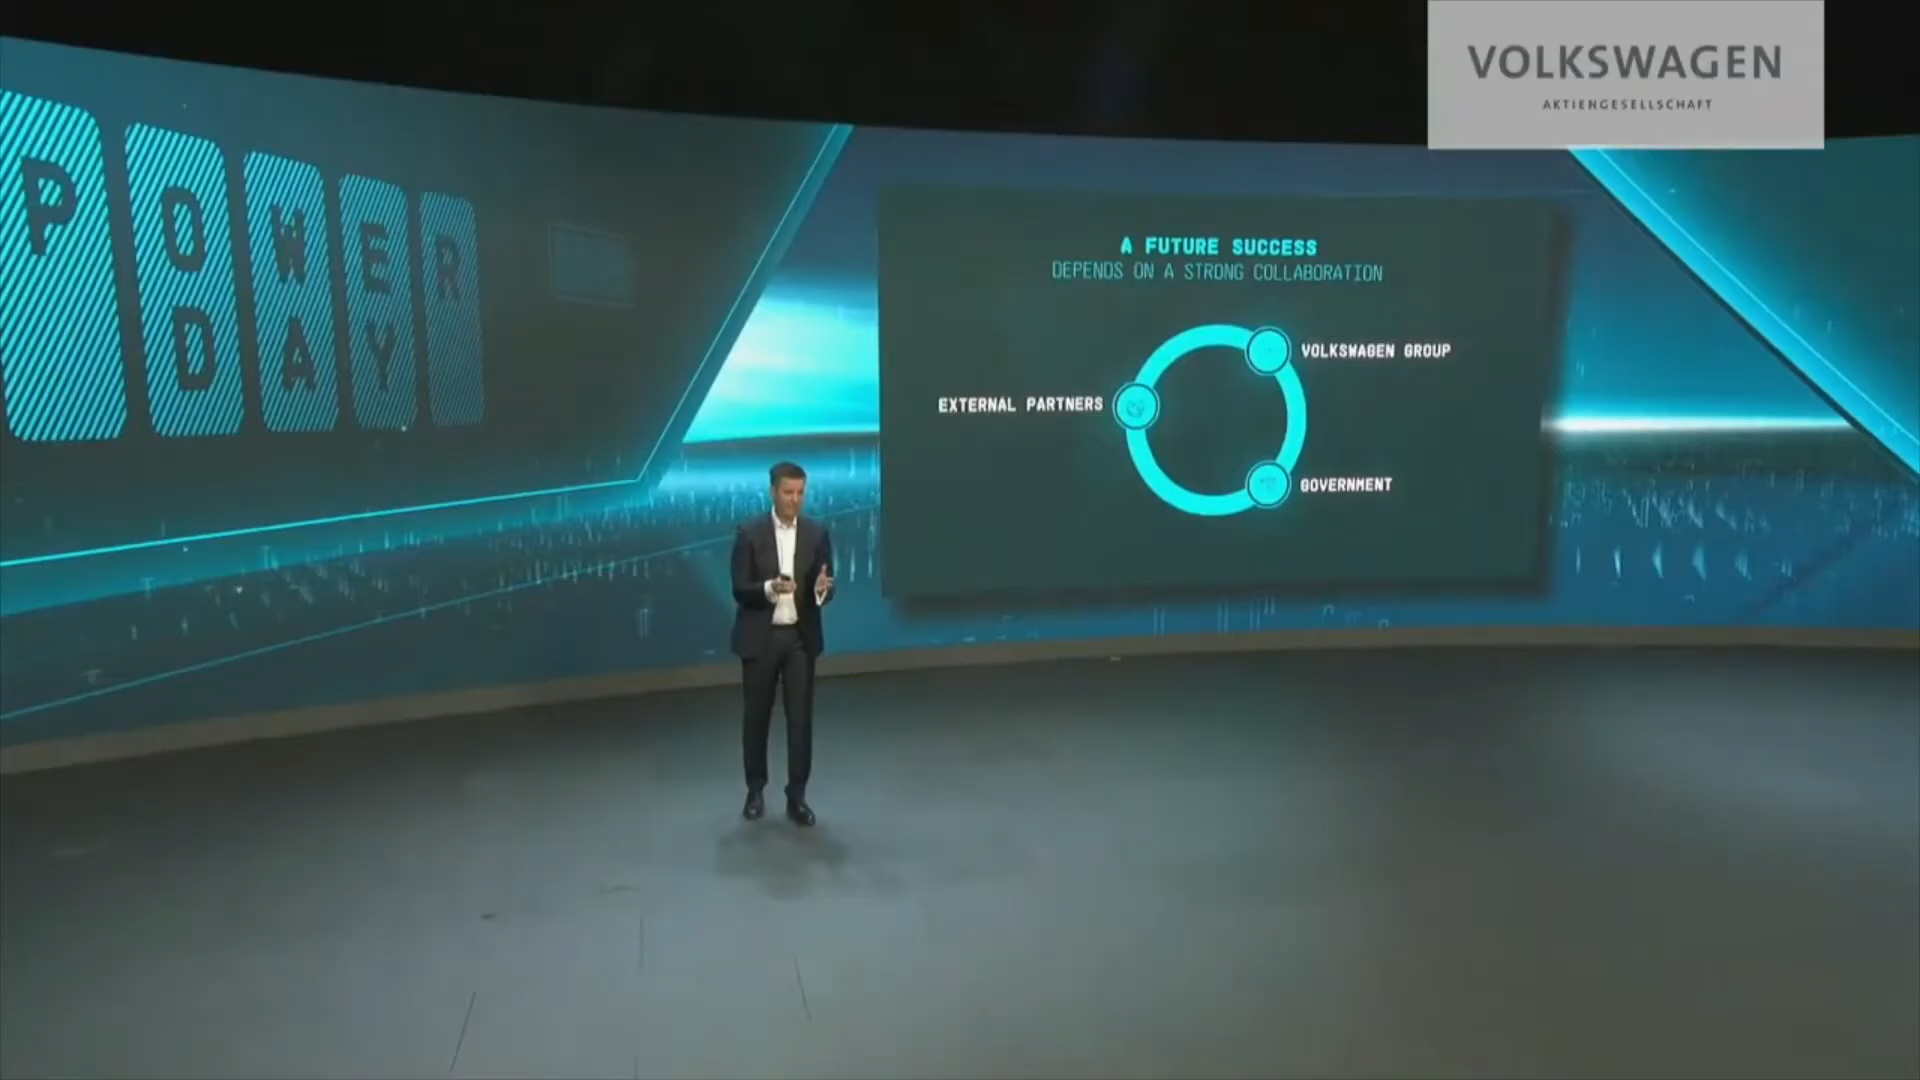 VOLKSWAGEN
AKTIENGESELLSCHAFT
POWER
DAY
A FUTURE SUCCESS
DEPENDS ON A STRONG COLLABORATION
VOLKSWAGEN GROUP
EXTERNAL PARTNERS
GOVERNMENT